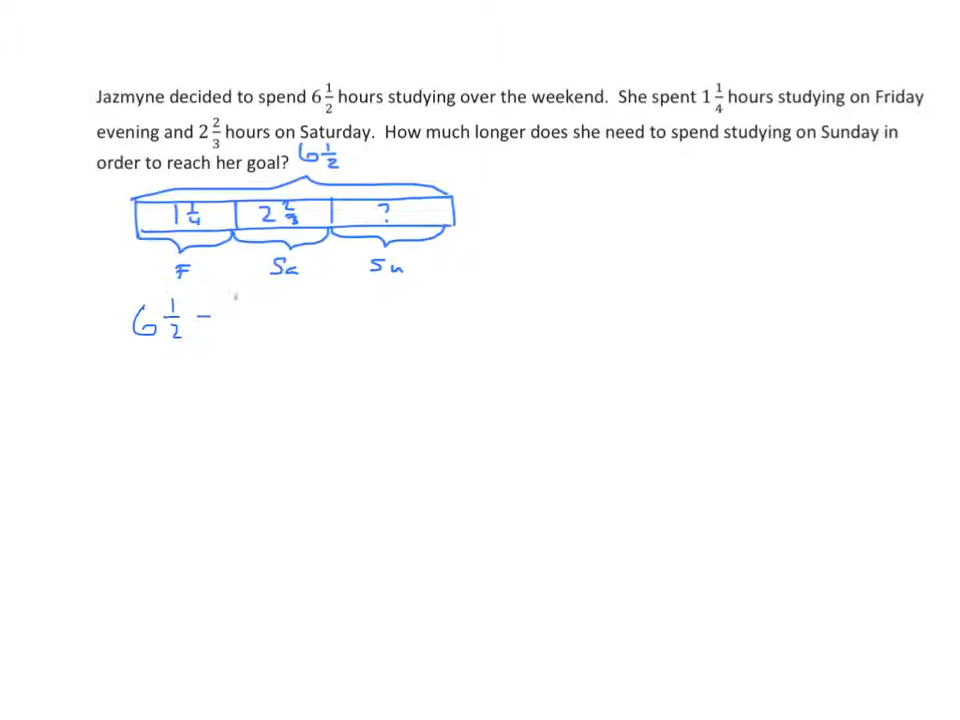 Jazmyne decided to spend 6 1/2 hours studying over the weekend. She spent 1 1/4 hours studying on Friday
evening and 2 2/3 hours on Saturday. How much longer does she need to spend studying on Sunday in
order to reach her goal?
6 1/2
1 1/4 2 2/3 ?
F Sa Su
6 1/2 −